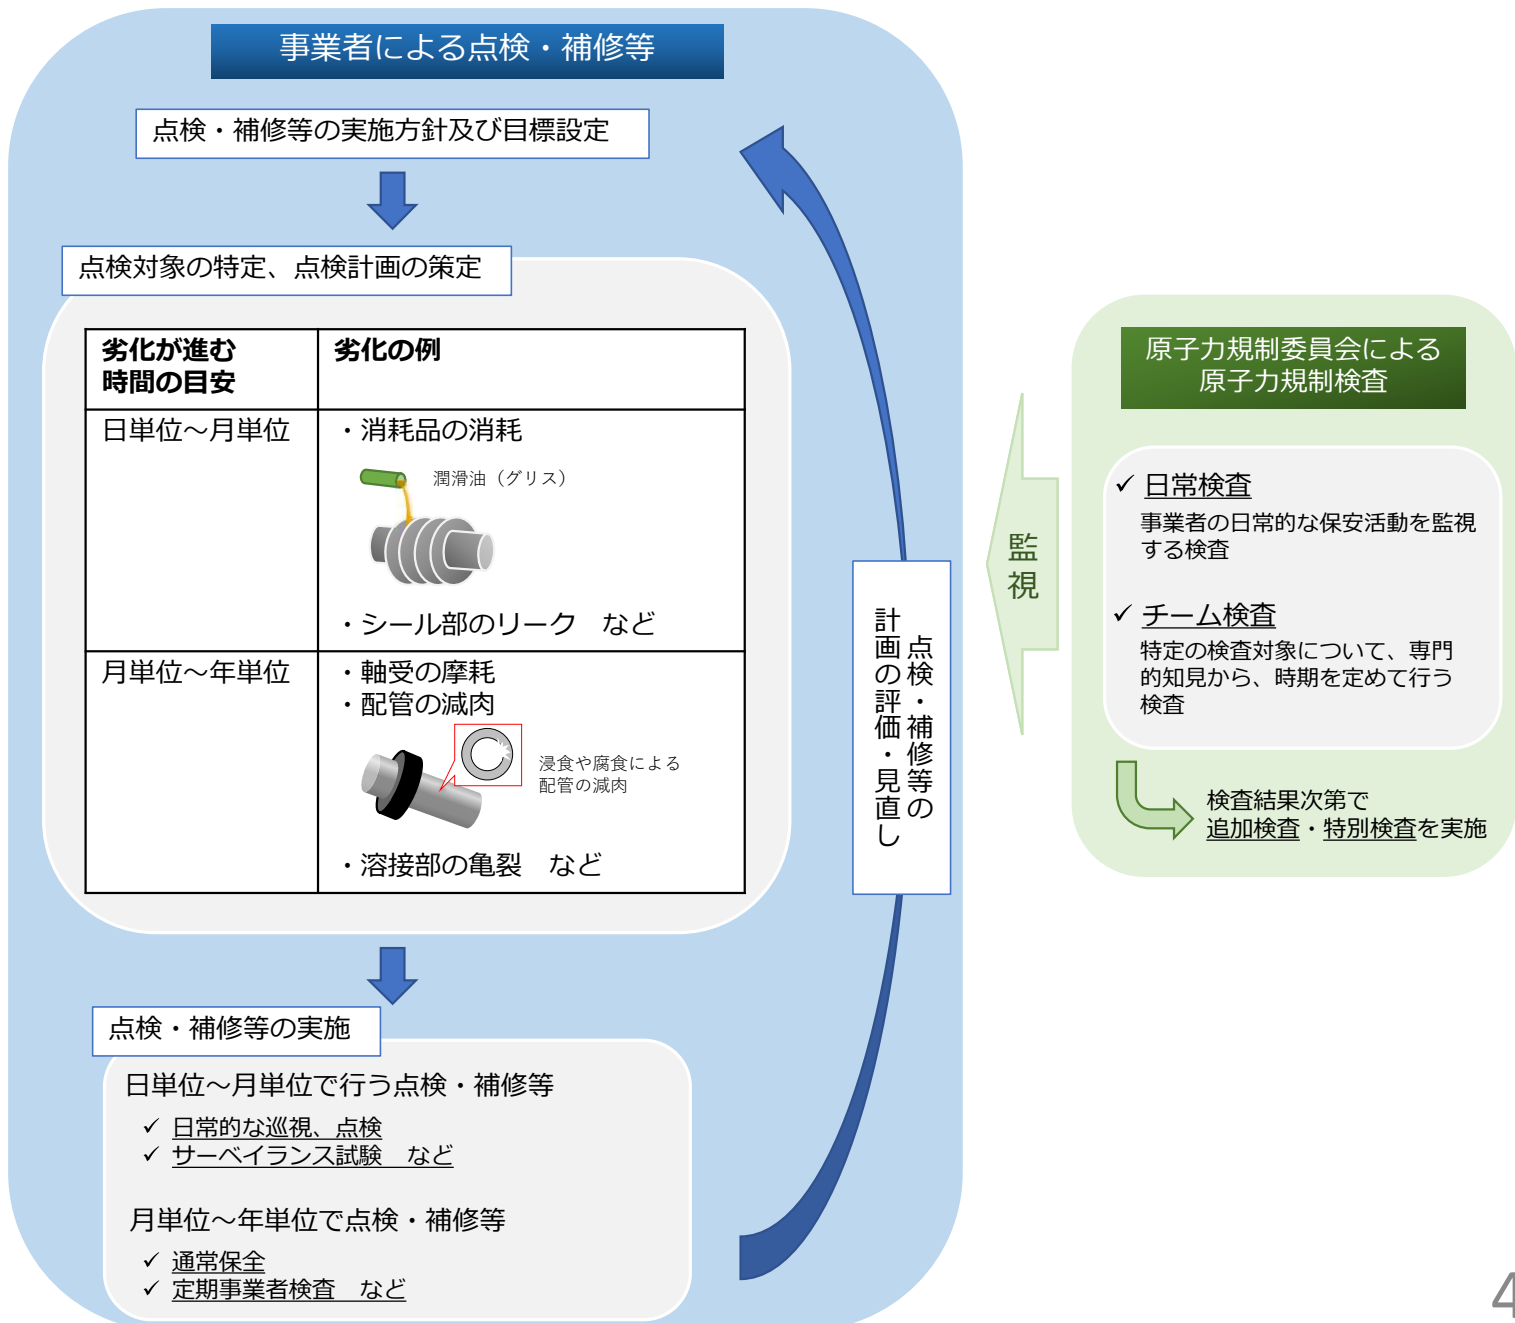 事業者による点検・補修等
点検・補修等の実施方針及び目標設定
点検対象の特定、点検計画の策定
劣化が進む
時間の目安
劣化の例
日単位～月単位
・消耗品の消耗
潤滑油（グリス）
・シール部のリーク　など
月単位～年単位
・軸受の摩耗
・配管の減肉
浸食や腐食による
配管の減肉
・溶接部の亀裂　など
点検・補修等の実施
日単位～月単位で行う点検・補修等
✓ 日常的な巡視、点検
✓ サーベイランス試験　など
月単位～年単位で点検・補修等
✓ 通常保全
✓ 定期事業者検査　など
点検・補修等の
計画の評価・見直し
監視
原子力規制委員会による
原子力規制検査
✓ 日常検査
事業者の日常的な保安活動を監視
する検査
✓ チーム検査
特定の検査対象について、専門
的知見から、時期を定めて行う
検査
検査結果次第で
追加検査・特別検査を実施
4